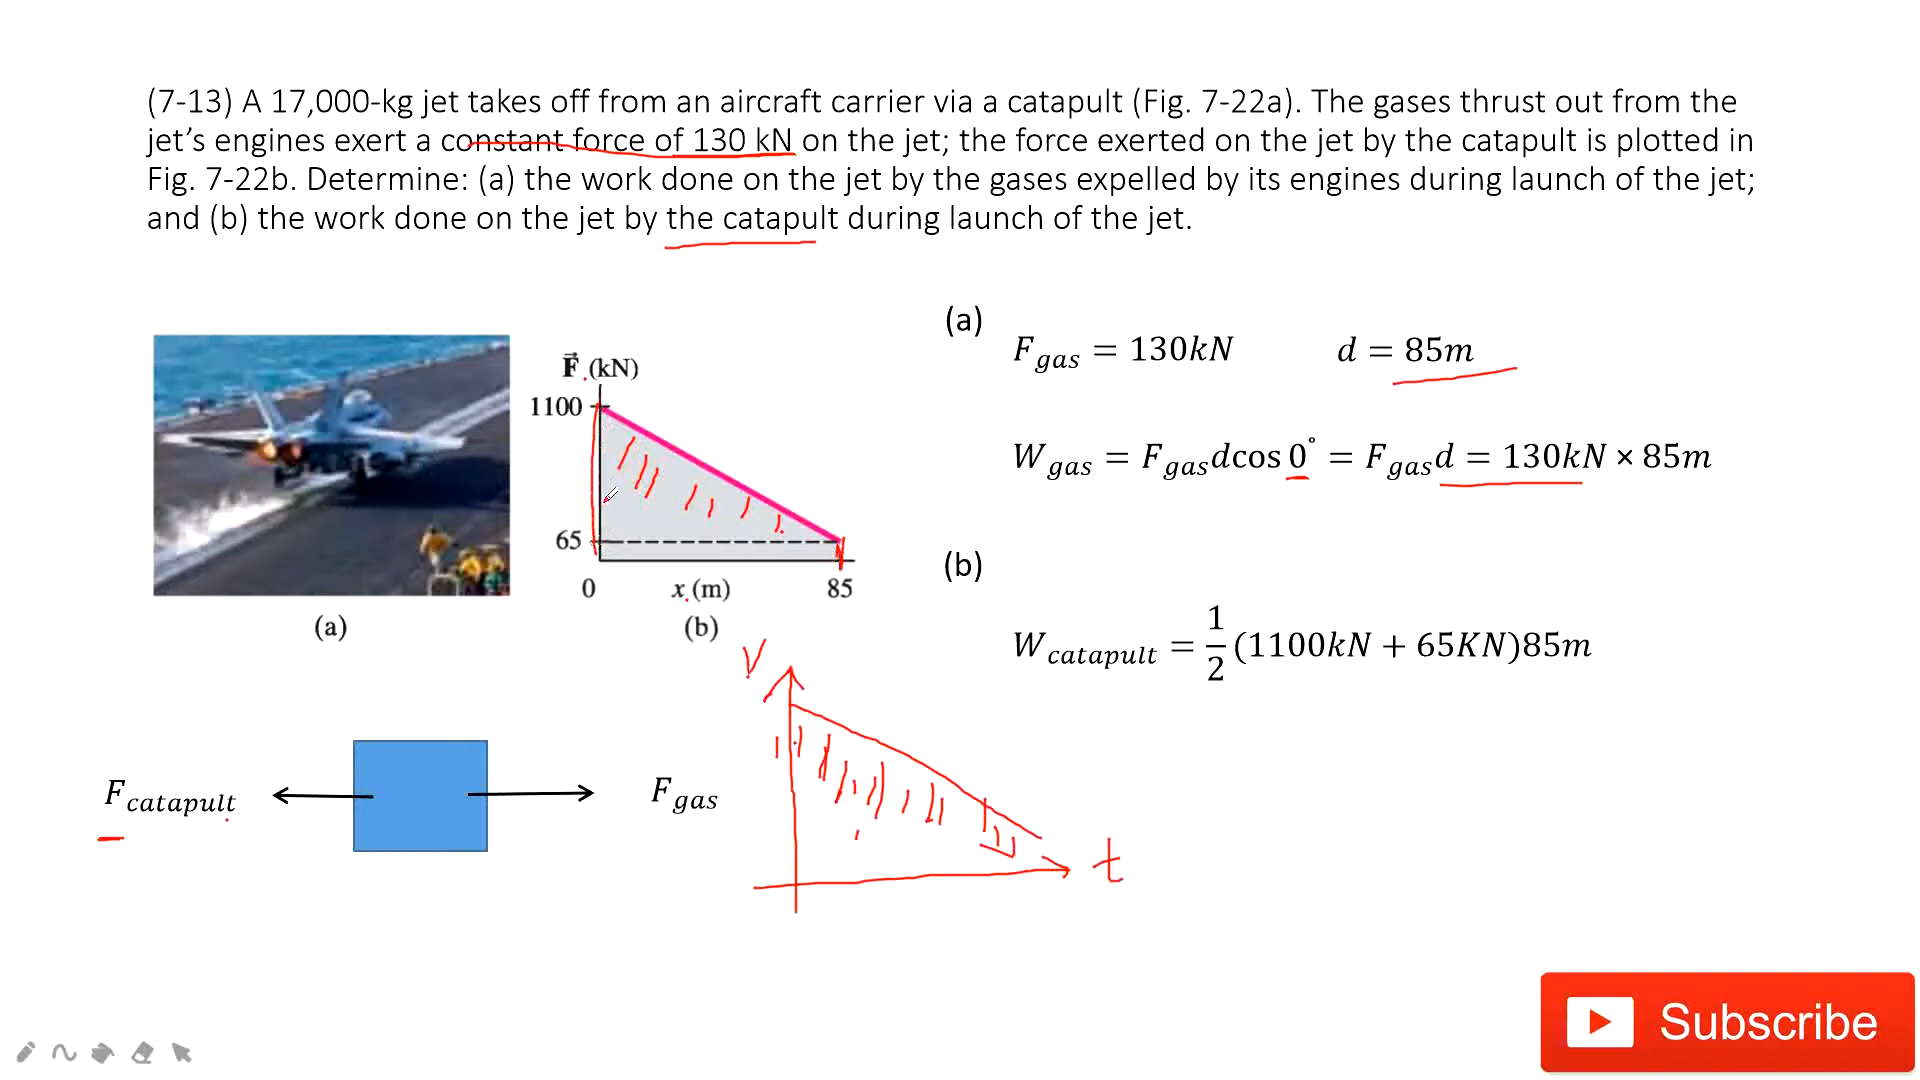 (7-13) A 17,000-kg jet takes off from an aircraft carrier via a catapult (Fig. 7-22a). The gases thrust out from the
jet's engines exert a constant force of 130 kN on the jet; the force exerted on the jet by the catapult is plotted in
Fig. 7-22b. Determine: (a) the work done on the jet by the gases expelled by its engines during launch of the jet;
and (b) the work done on the jet by the catapult during launch of the jet.
F⃗ (kN)
1100
65
0
x (m)
85
(a)
(b)
(a)
F_gas = 130kN d = 85m
W_gas = F_gas d cos 0° = F_gas d = 130kN × 85m
(b)
W_catapult = 1/2 (1100kN + 65KN)85m
F_catapult
F_gas
V
t
Subscribe